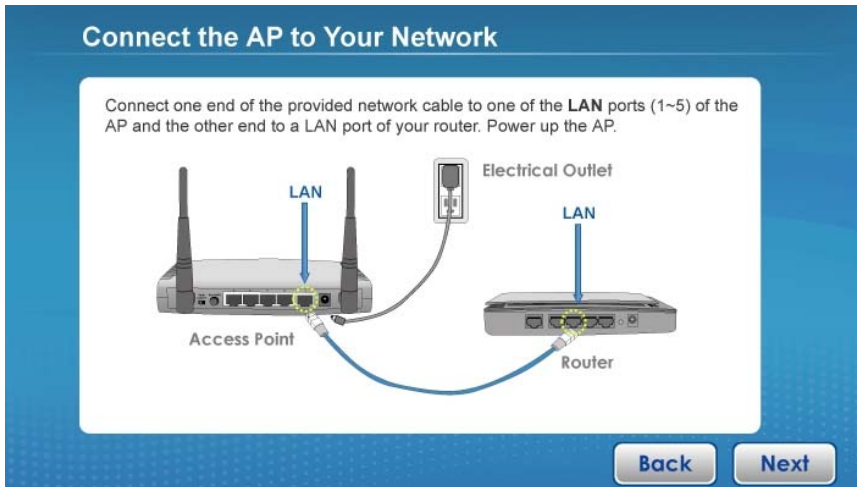 Connect the AP to Your Network
Connect one end of the provided network cable to one of the LAN ports (1~5) of the
AP and the other end to a LAN port of your router. Power up the AP.
Electrical Outlet
LAN
LAN
Access Point
Router
Back
Next